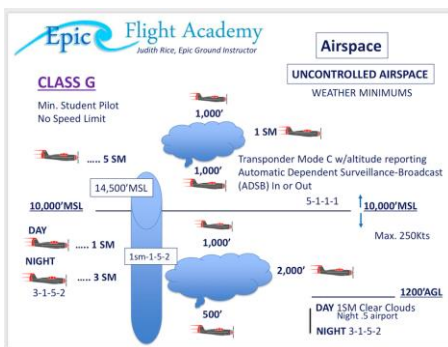 Epic Flight Academy
Judith Rice, Epic Ground Instructor
Airspace
UNCONTROLLED AIRSPACE
WEATHER MINIMUMS
CLASS G
Min. Student Pilot
No Speed Limit
1,000'
1 SM
..... 5 SM
1,000'
Transponder Mode C w/altitude reporting
Automatic Dependent Surveillance-Broadcast
(ADSB) In or Out
14,500'MSL
5-1-1-1
10,000'MSL
10,000'MSL
DAY
..... 1 SM
1,000'
Max. 250Kts
1sm-1-5-2
NIGHT
..... 3 SM
2,000'
3-1-5-2
1200'AGL
500'
DAY 1SM Clear Clouds
Night .5 airport
NIGHT 3-1-5-2